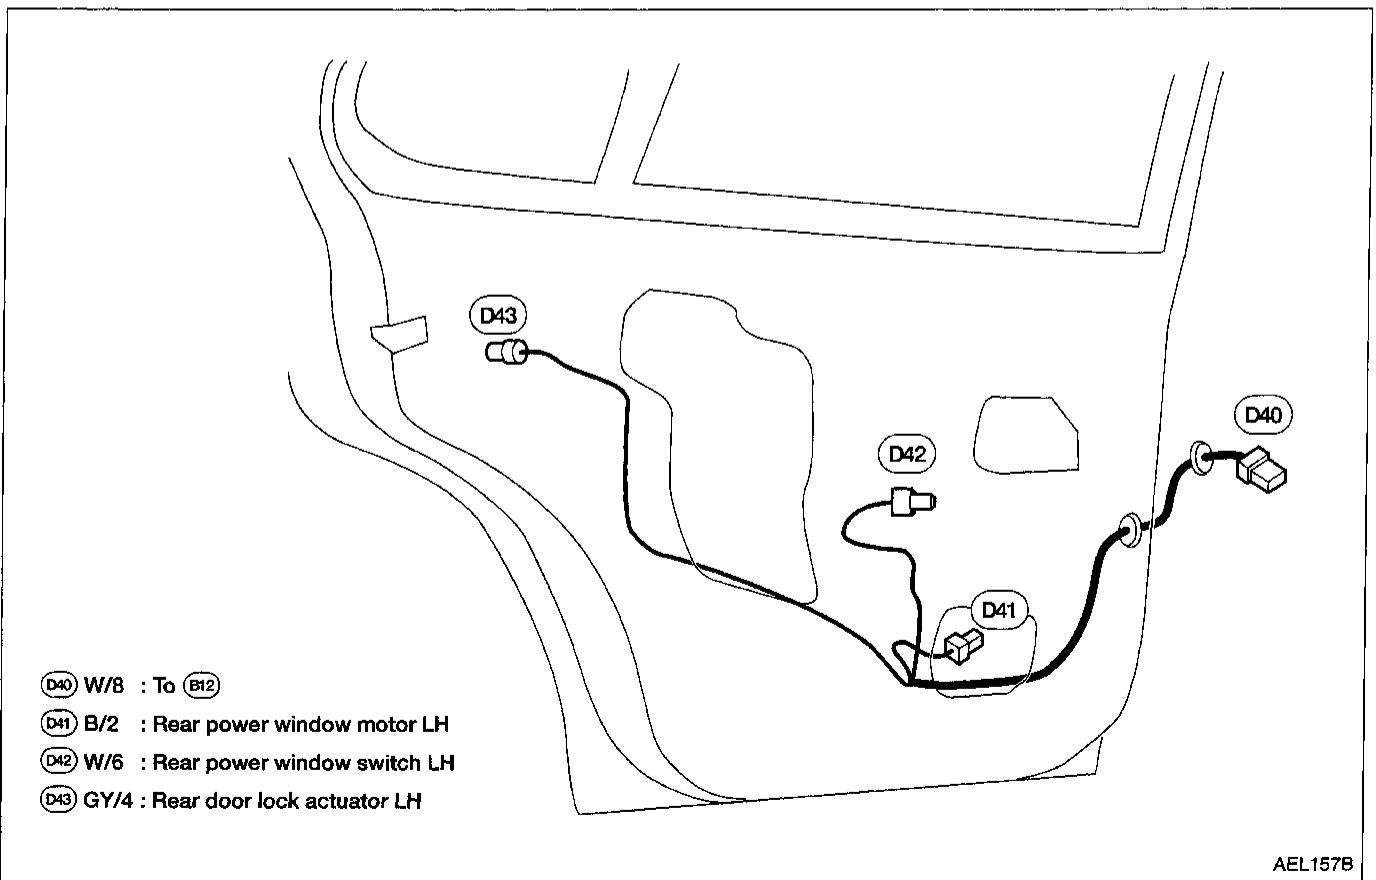 D43
D40
D42
D41
D40 W/8 : To B12
D41 B/2 : Rear power window motor LH
D42 W/6 : Rear power window switch LH
D43 GY/4 : Rear door lock actuator LH
AEL157B